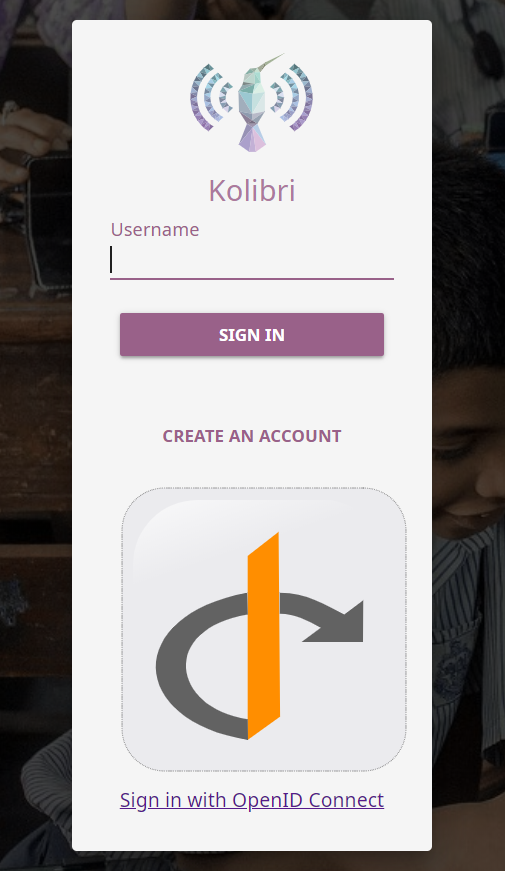 Kolibri
Username
SIGN IN
CREATE AN ACCOUNT
Sign in with OpenID Connect